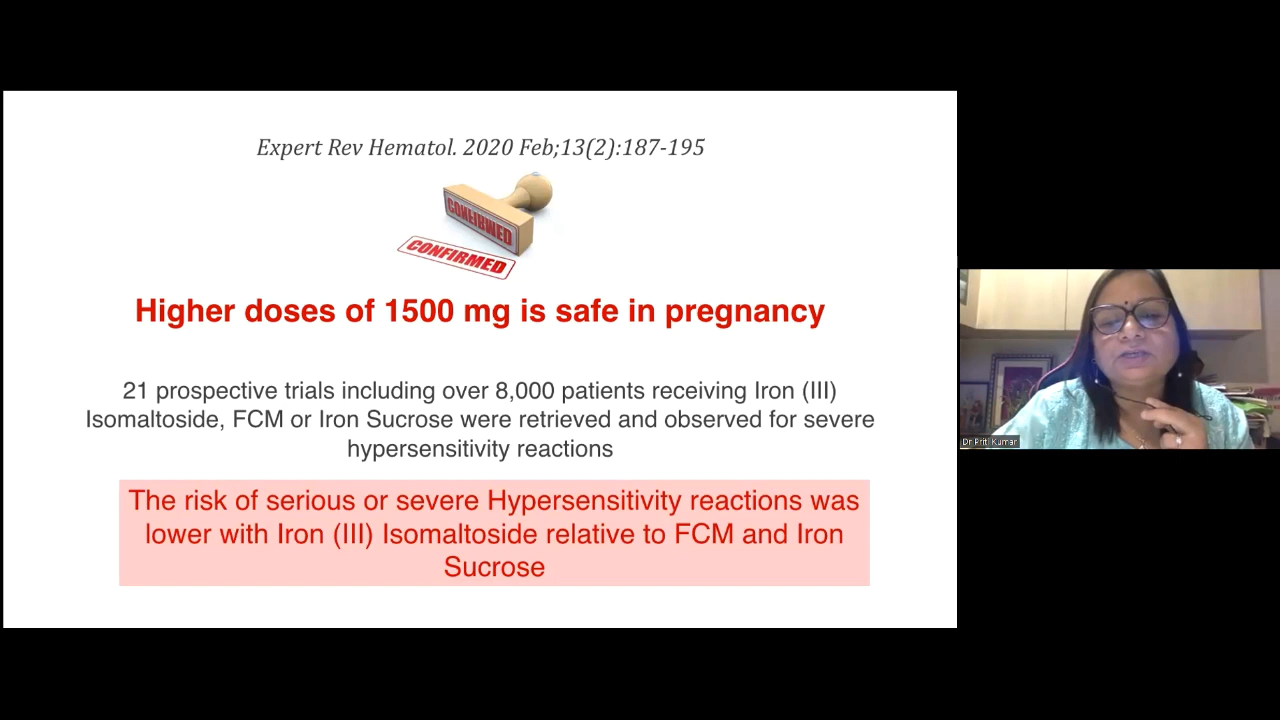 Expert Rev Hematol. 2020 Feb;13(2):187-195
CONFIRMED
CONFIRMED
Higher doses of 1500 mg is safe in pregnancy
21 prospective trials including over 8,000 patients receiving Iron (III)
Isomaltoside, FCM or Iron Sucrose were retrieved and observed for severe
hypersensitivity reactions
The risk of serious or severe Hypersensitivity reactions was
lower with Iron (III) Isomaltoside relative to FCM and Iron
Sucrose
Dr Priti Kumar